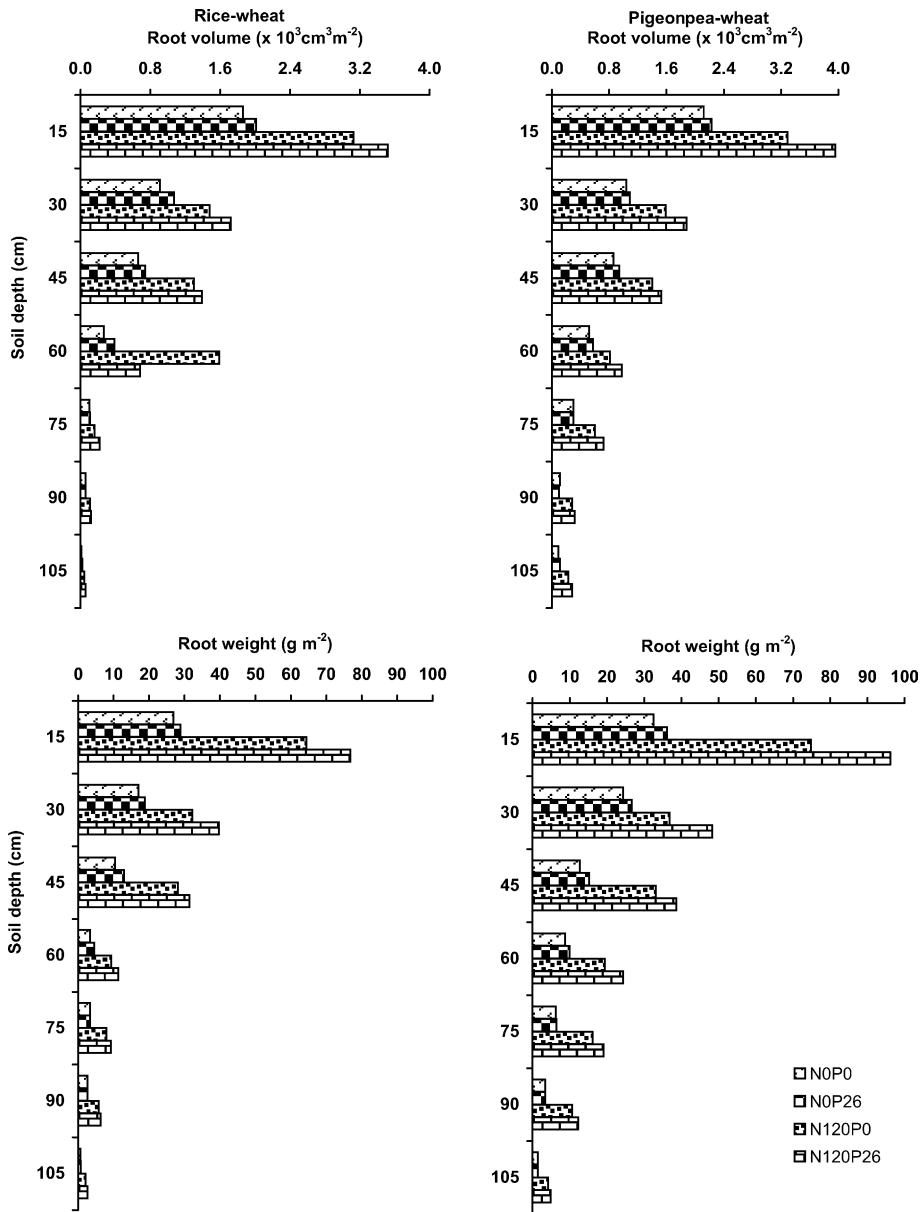 Rice-wheat
Root volume (x 10³cm³m⁻²)
0.0 0.8 1.6 2.4 3.2 4.0
Soil depth (cm)
15
30
45
60
75
90
105
Pigeonpea-wheat
Root volume (x 10³cm³m⁻²)
0.0 0.8 1.6 2.4 3.2 4.0
15
30
45
60
75
90
105
Root weight (g m⁻²)
0 10 20 30 40 50 60 70 80 90 100
Soil depth (cm)
15
30
45
60
75
90
105
Root weight (g m⁻²)
0 10 20 30 40 50 60 70 80 90 100
15
30
45
60
75
90
105
N0P0
N0P26
N120P0
N120P26